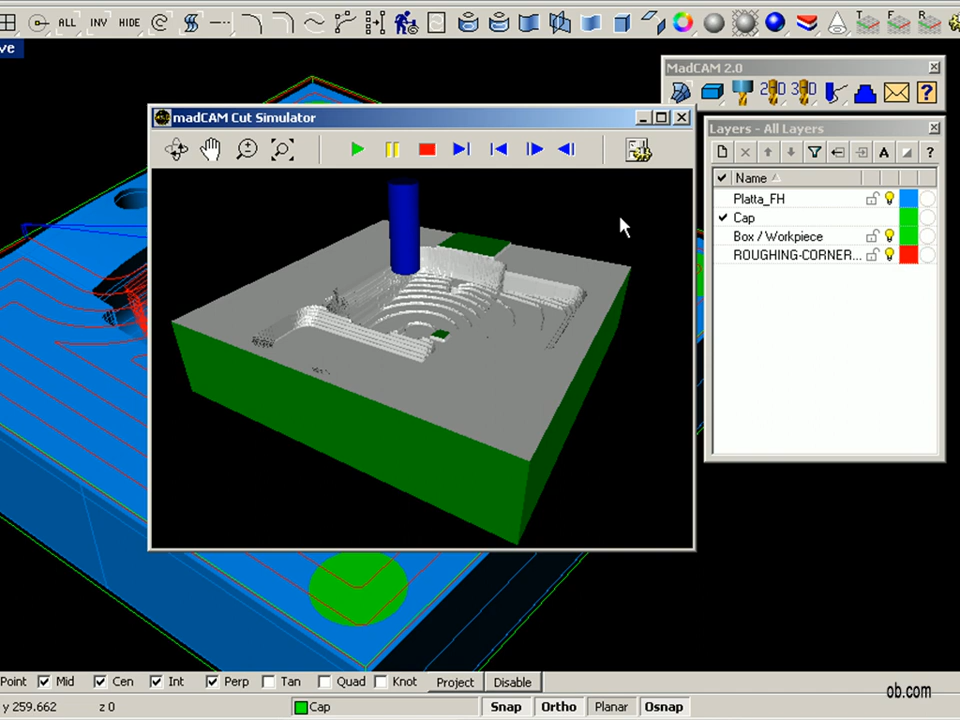 ALL INV HIDE
T F R
ve
MadCAM 2.0
2D 3D
madCAM Cut Simulator
Layers - All Layers
A ?
Name
Platta_FH
Cap
Box / Workpiece
ROUGHING-CORNER...
Point Mid Cen Int Perp Tan Quad Knot Project Disable
y 259.662 z 0 Cap Snap Ortho Planar Osnap
ob.com